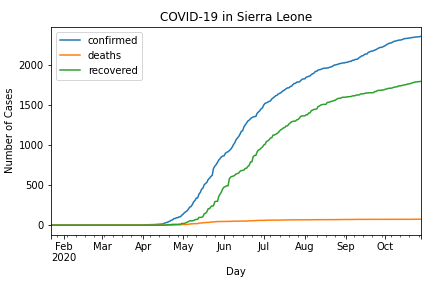 COVID-19 in Sierra Leone
confirmed
deaths
recovered
Number of Cases
2000
1500
1000
500
0
Feb Mar Apr May Jun Jul Aug Sep Oct
2020
Day